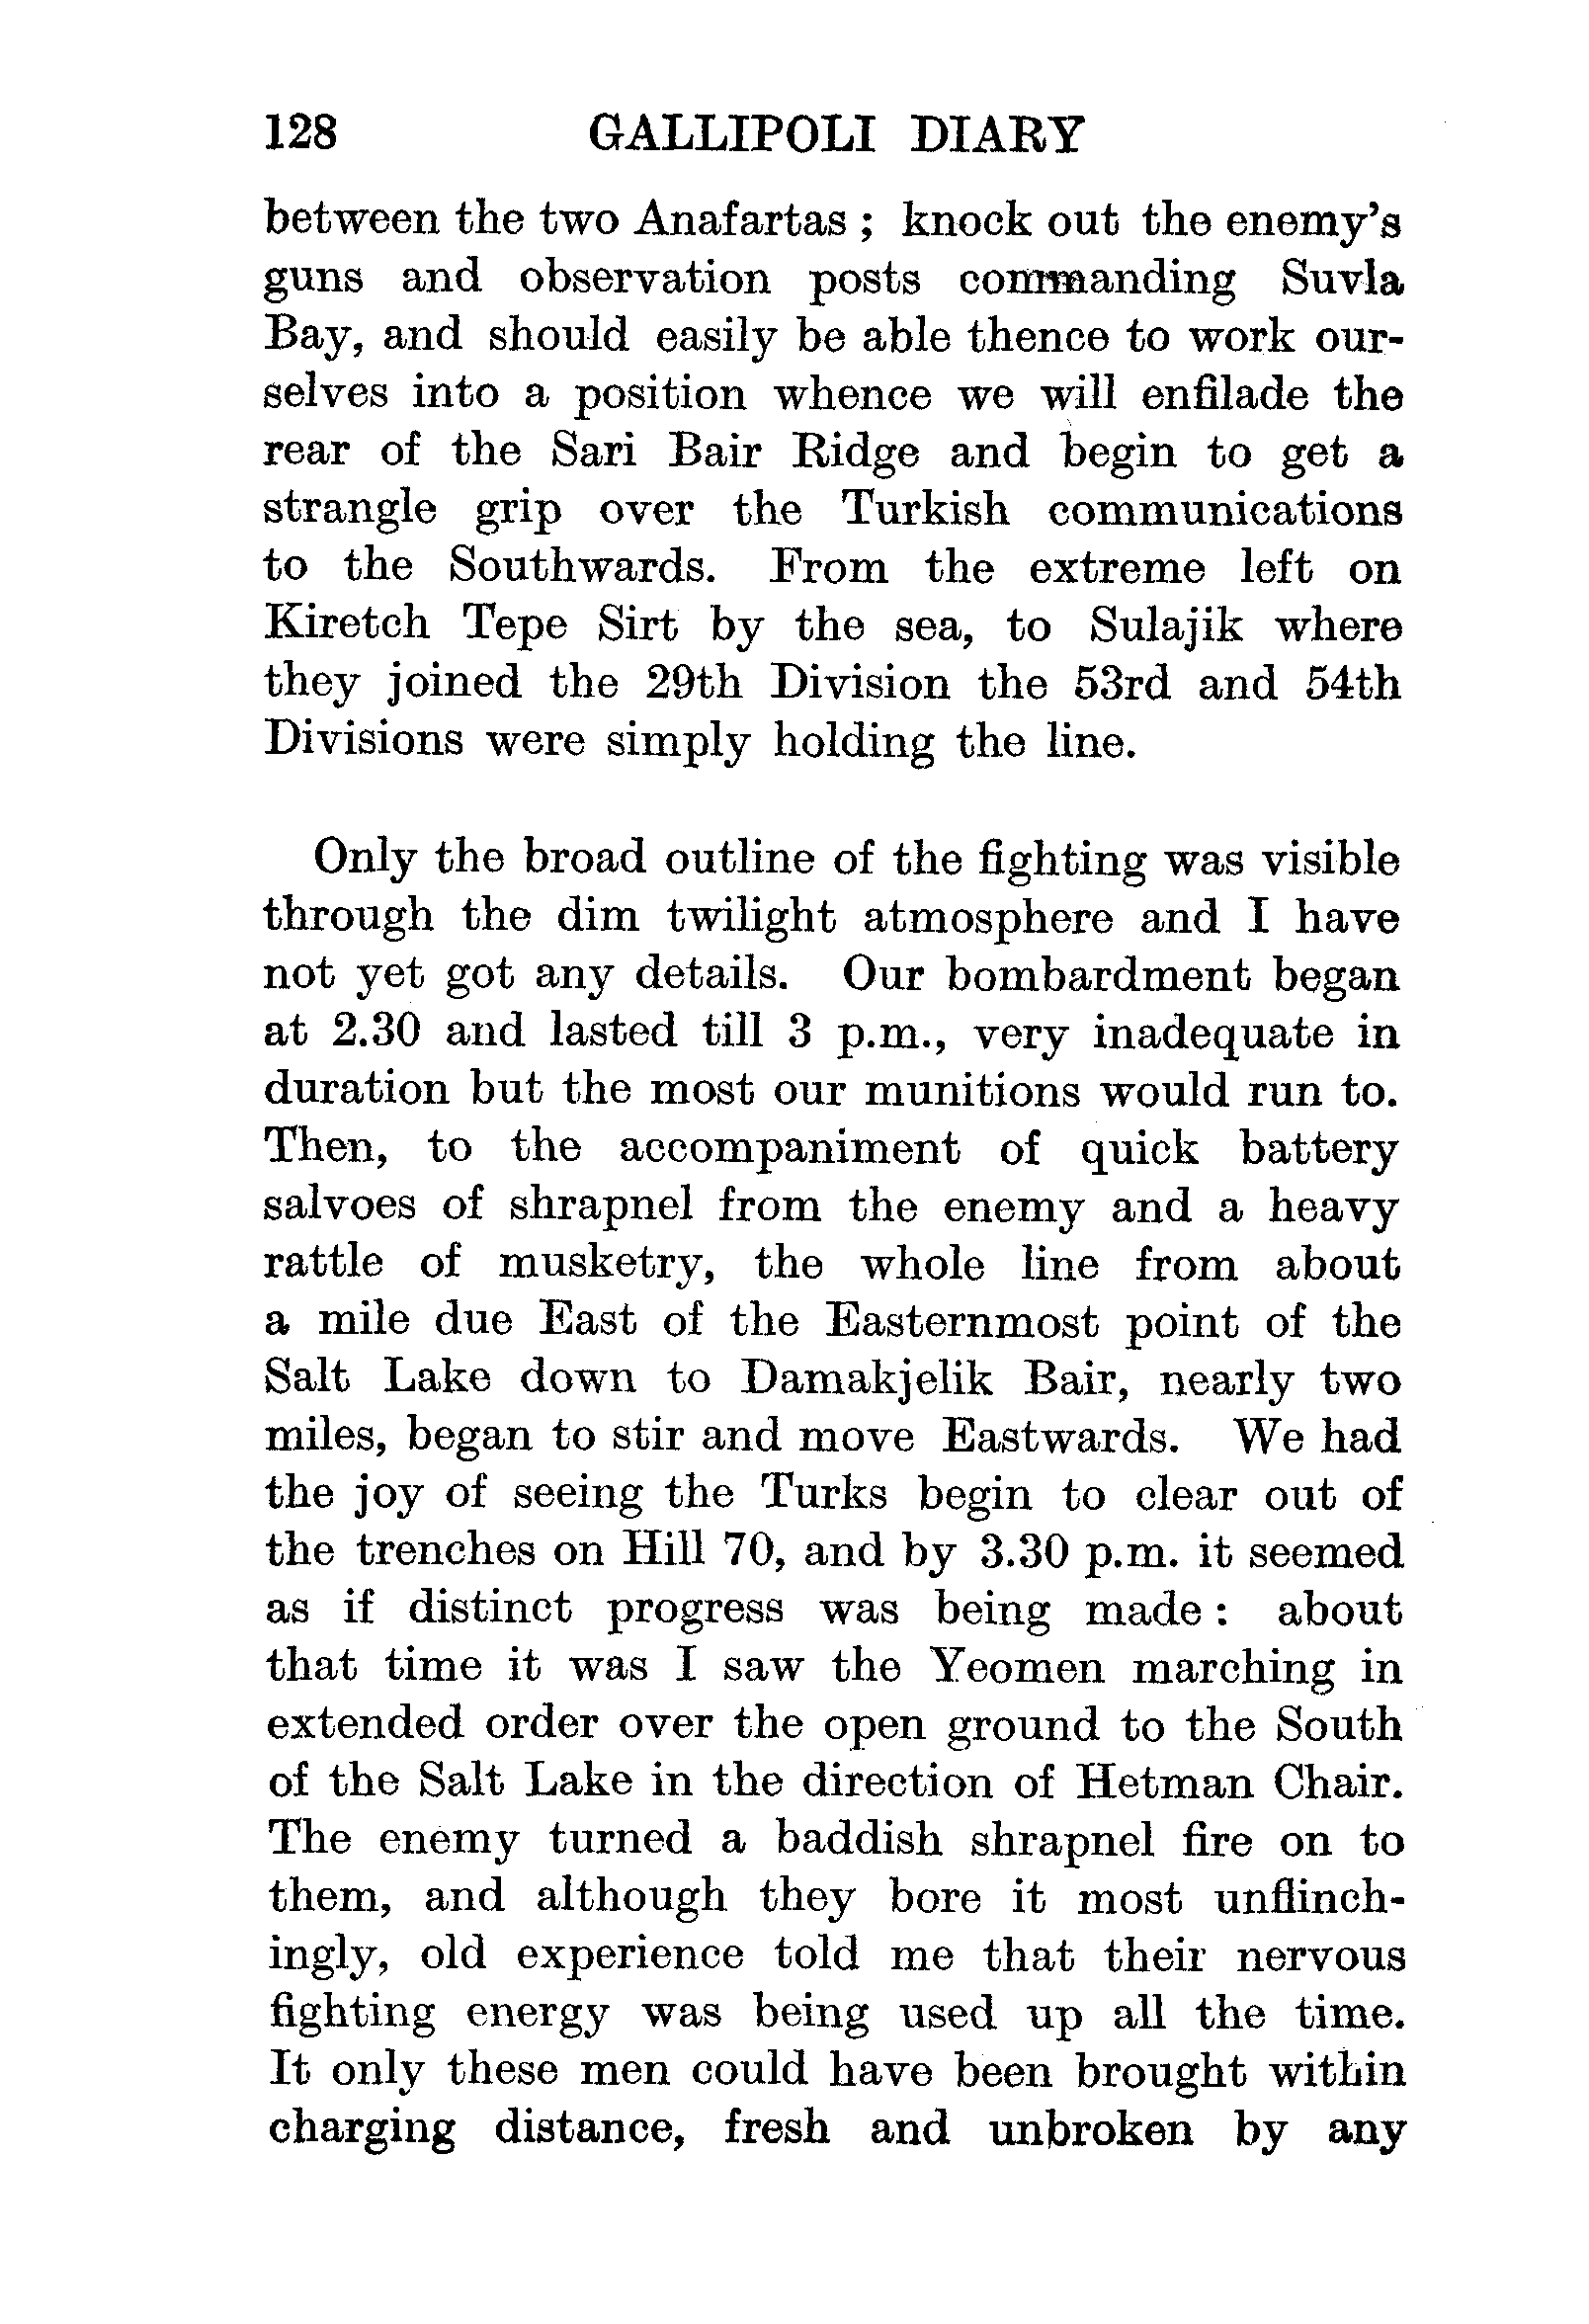 128 GALLIPOLI DIARY
between the two Anafartas ; knock out the enemy's
guns and observation posts commanding Suvla
Bay, and should easily be able thence to work our-
selves into a position whence we will enfilade the
rear of the Sari Bair Ridge and begin to get a
strangle grip over the Turkish communications
to the Southwards. From the extreme left on
Kiretch Tepe Sirt by the sea, to Sulajik where
they joined the 29th Division the 53rd and 54th
Divisions were simply holding the line.
Only the broad outline of the fighting was visible
through the dim twilight atmosphere and I have
not yet got any details. Our bombardment began
at 2.30 and lasted till 3 p.m., very inadequate in
duration but the most our munitions would run to.
Then, to the accompaniment of quick battery
salvoes of shrapnel from the enemy and a heavy
rattle of musketry, the whole line from about
a mile due East of the Easternmost point of the
Salt Lake down to Damakjelik Bair, nearly two
miles, began to stir and move Eastwards. We had
the joy of seeing the Turks begin to clear out of
the trenches on Hill 70, and by 3.30 p.m. it seemed
as if distinct progress was being made : about
that time it was I saw the Yeomen marching in
extended order over the open ground to the South
of the Salt Lake in the direction of Hetman Chair.
The enemy turned a baddish shrapnel fire on to
them, and although they bore it most unflinch-
ingly, old experience told me that their nervous
fighting energy was being used up all the time.
It only these men could have been brought within
charging distance, fresh and unbroken by any